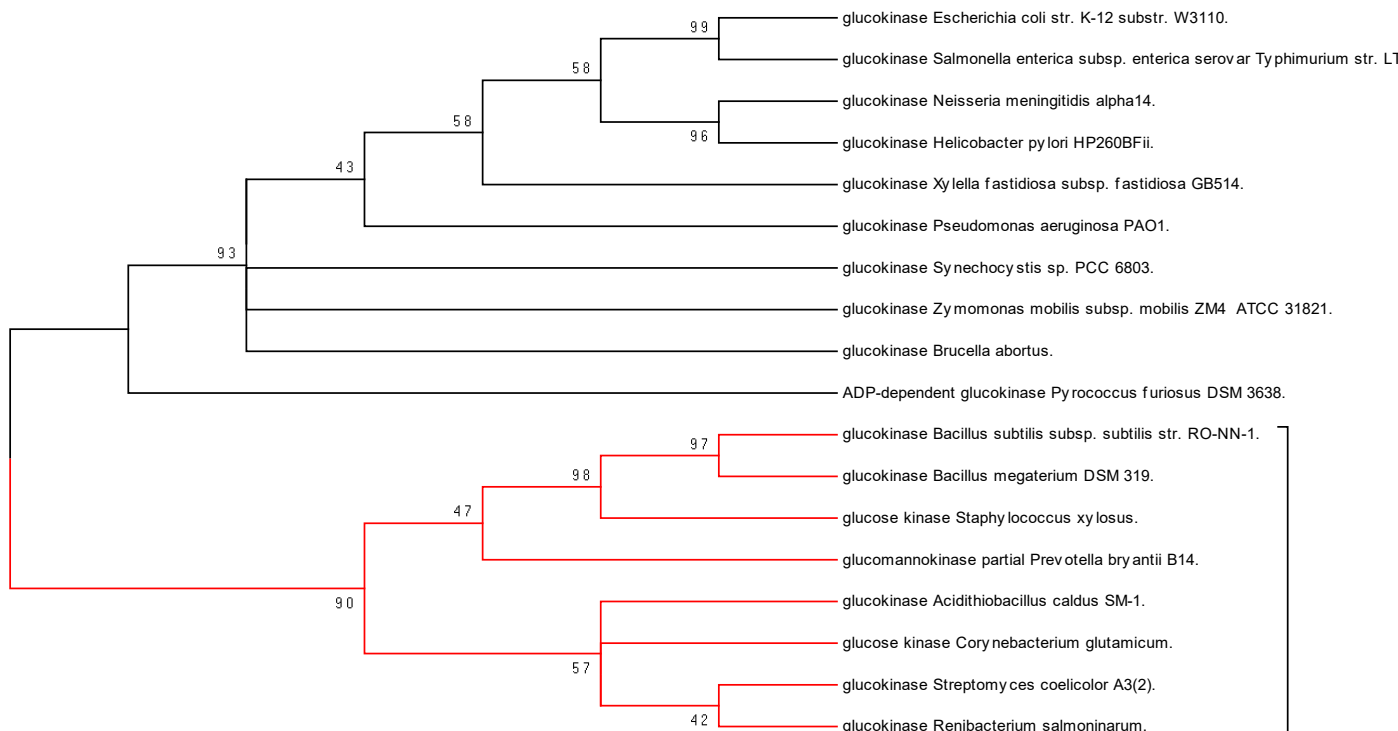 glucokinase Escherichia coli str. K-12 substr. W3110.
99
glucokinase Salmonella enterica subsp. enterica serovar Typhimurium str. LT
58
glucokinase Neisseria meningitidis alpha14.
58
96
glucokinase Helicobacter pylori HP260BFii.
43
glucokinase Xylella fastidiosa subsp. fastidiosa GB514.
glucokinase Pseudomonas aeruginosa PAO1.
93
glucokinase Synechocystis sp. PCC 6803.
glucokinase Zymomonas mobilis subsp. mobilis ZM4 ATCC 31821.
glucokinase Brucella abortus.
ADP-dependent glucokinase Pyrococcus furiosus DSM 3638.
glucokinase Bacillus subtilis subsp. subtilis str. RO-NN-1.
97
98
glucokinase Bacillus megaterium DSM 319.
47
glucose kinase Staphylococcus xylosus.
glucomannokinase partial Prevotella bryantii B14.
90
glucokinase Acidithiobacillus caldus SM-1.
glucose kinase Corynebacterium glutamicum.
57
glucokinase Streptomyces coelicolor A3(2).
42
glucokinase Renibacterium salmoninarum.